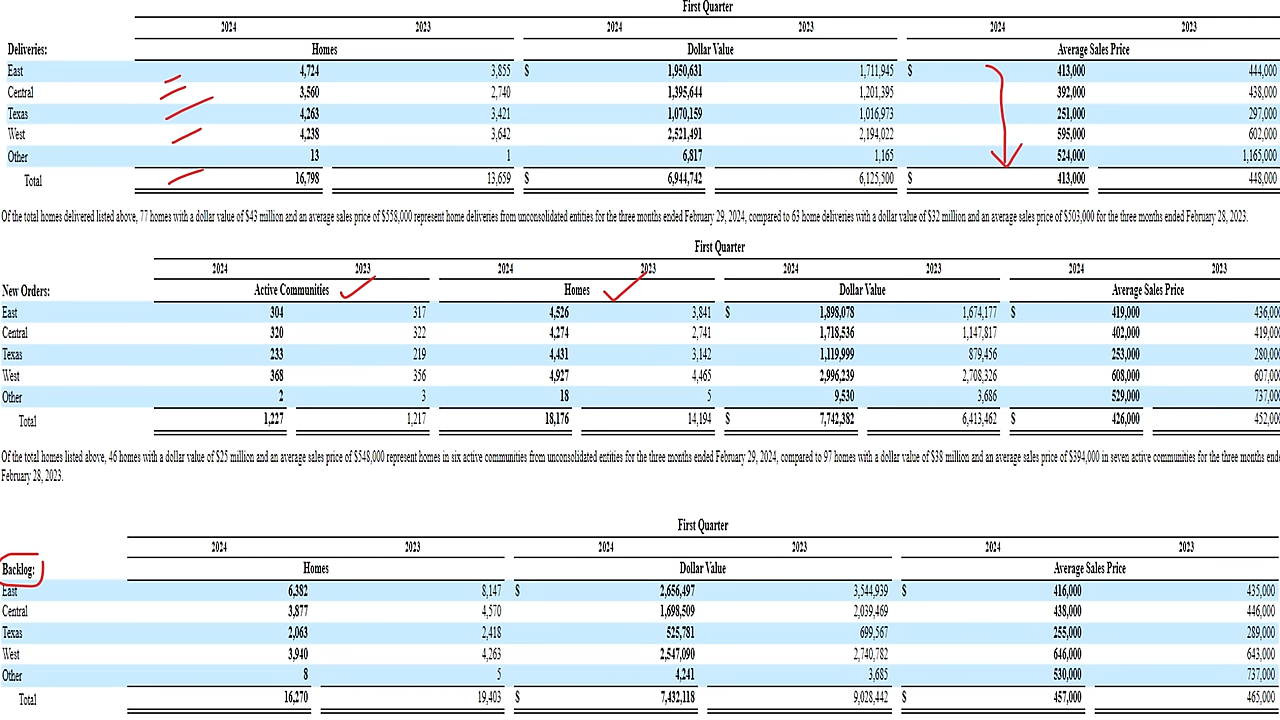 First Quarter
2024 2023 2024 2023 2024 2023
Deliveries: Homes Dollar Value Average Sales Price
East 4,724 3,855 $ 1,950,631 1,711,945 $ 413,000 444,000
Central 3,560 2,740 1,395,644 1,201,395 392,000 438,000
Texas 4,263 3,421 1,070,159 1,016,973 251,000 297,000
West 4,238 3,642 2,521,491 2,194,022 595,000 602,000
Other 13 1 6,817 1,165 524,000 1,165,000
Total 16,798 13,659 $ 6,944,742 6,125,500 $ 413,000 448,000
Of the total homes delivered listed above, 77 homes with a dollar value of $43 million and an average sales price of $558,000 represent home deliveries from unconsolidated entities for the three months ended February 29, 2024, compared to 63 home deliveries with a dollar value of $32 million and an average sales price of $503,000 for the three months ended February 28, 2023.
First Quarter
2024 2023 2024 2023 2024 2023 2024 2023
New Orders: Active Communities Homes Dollar Value Average Sales Price
East 304 317 4,526 3,841 $ 1,898,078 1,674,177 $ 419,000 436,000
Central 320 322 4,274 2,741 1,718,536 1,147,817 402,000 419,000
Texas 233 219 4,431 3,142 1,119,999 879,456 253,000 280,000
West 368 356 4,927 4,465 2,996,239 2,708,326 608,000 607,000
Other 2 3 18 5 9,530 3,686 529,000 737,000
Total 1,227 1,217 18,176 14,194 $ 7,742,382 6,413,462 $ 426,000 452,000
Of the total homes listed above, 46 homes with a dollar value of $25 million and an average sales price of $548,000 represent homes in six active communities from unconsolidated entities for the three months ended February 29, 2024, compared to 97 homes with a dollar value of $38 million and an average sales price of $394,000 in seven active communities for the three months ende
February 28, 2023.
First Quarter
2024 2023 2024 2023 2024 2023
Backlog: Homes Dollar Value Average Sales Price
East 6,382 8,147 $ 2,656,497 3,544,939 $ 416,000 435,000
Central 3,877 4,570 1,698,509 2,039,469 438,000 446,000
Texas 2,063 2,418 525,781 699,567 255,000 289,000
West 3,940 4,263 2,547,090 2,740,782 646,000 643,000
Other 8 5 4,241 3,685 530,000 737,000
Total 16,270 19,403 $ 7,432,118 9,028,442 $ 457,000 465,000